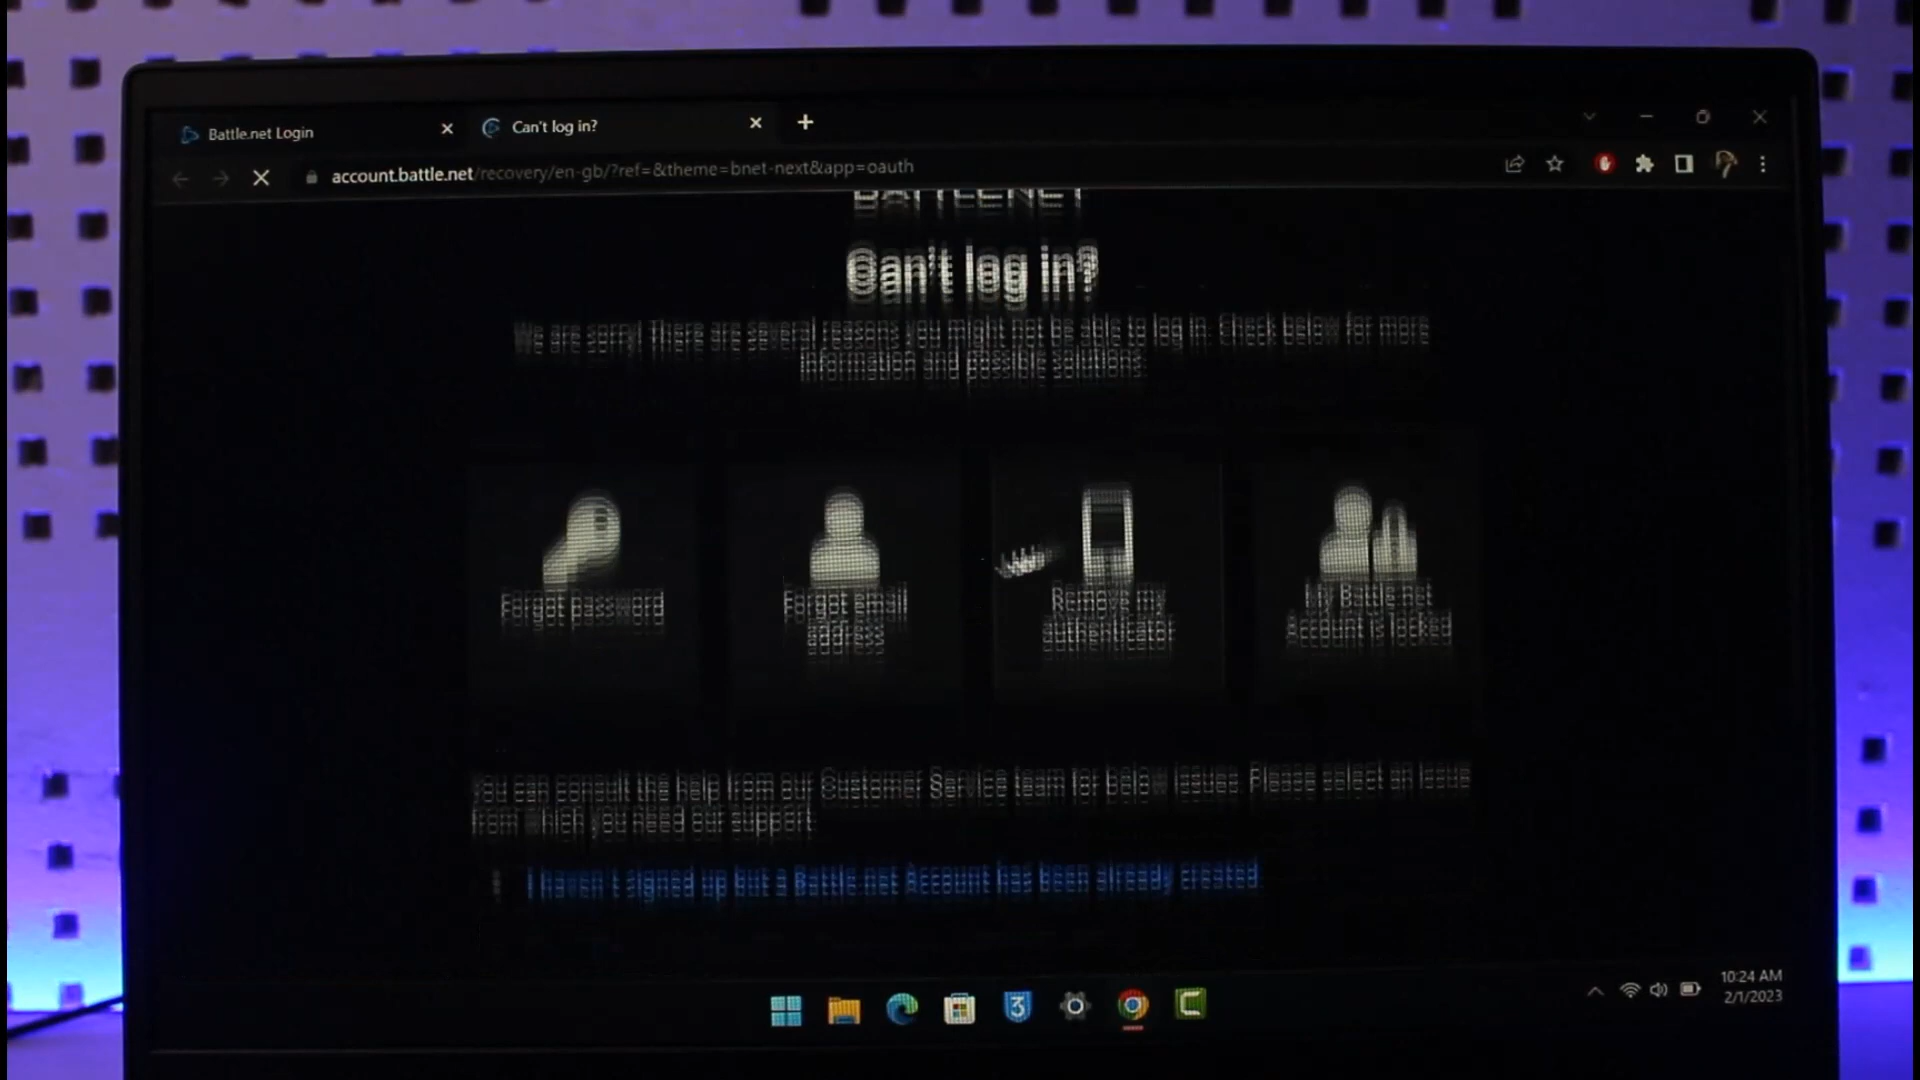 Battle.net Login
Can't log in?
account.battle.net/recovery/en-gb/?ref=&theme=bnet-next&app=oauth
BATTLE.NET
Can't log in?
We are sorry! There are several reasons you might not be able to log in. Check below for more
information and possible solutions.
Forgot password
Forgot email
address
Remove my
authenticator
My Battle.net
Account is locked
You can consult the help from our Customer Service team for below issues. Please select an issue
from which you need our support.
I haven't signed up but a Battle.net Account has been already created.
3
10:24 AM
2/1/2023